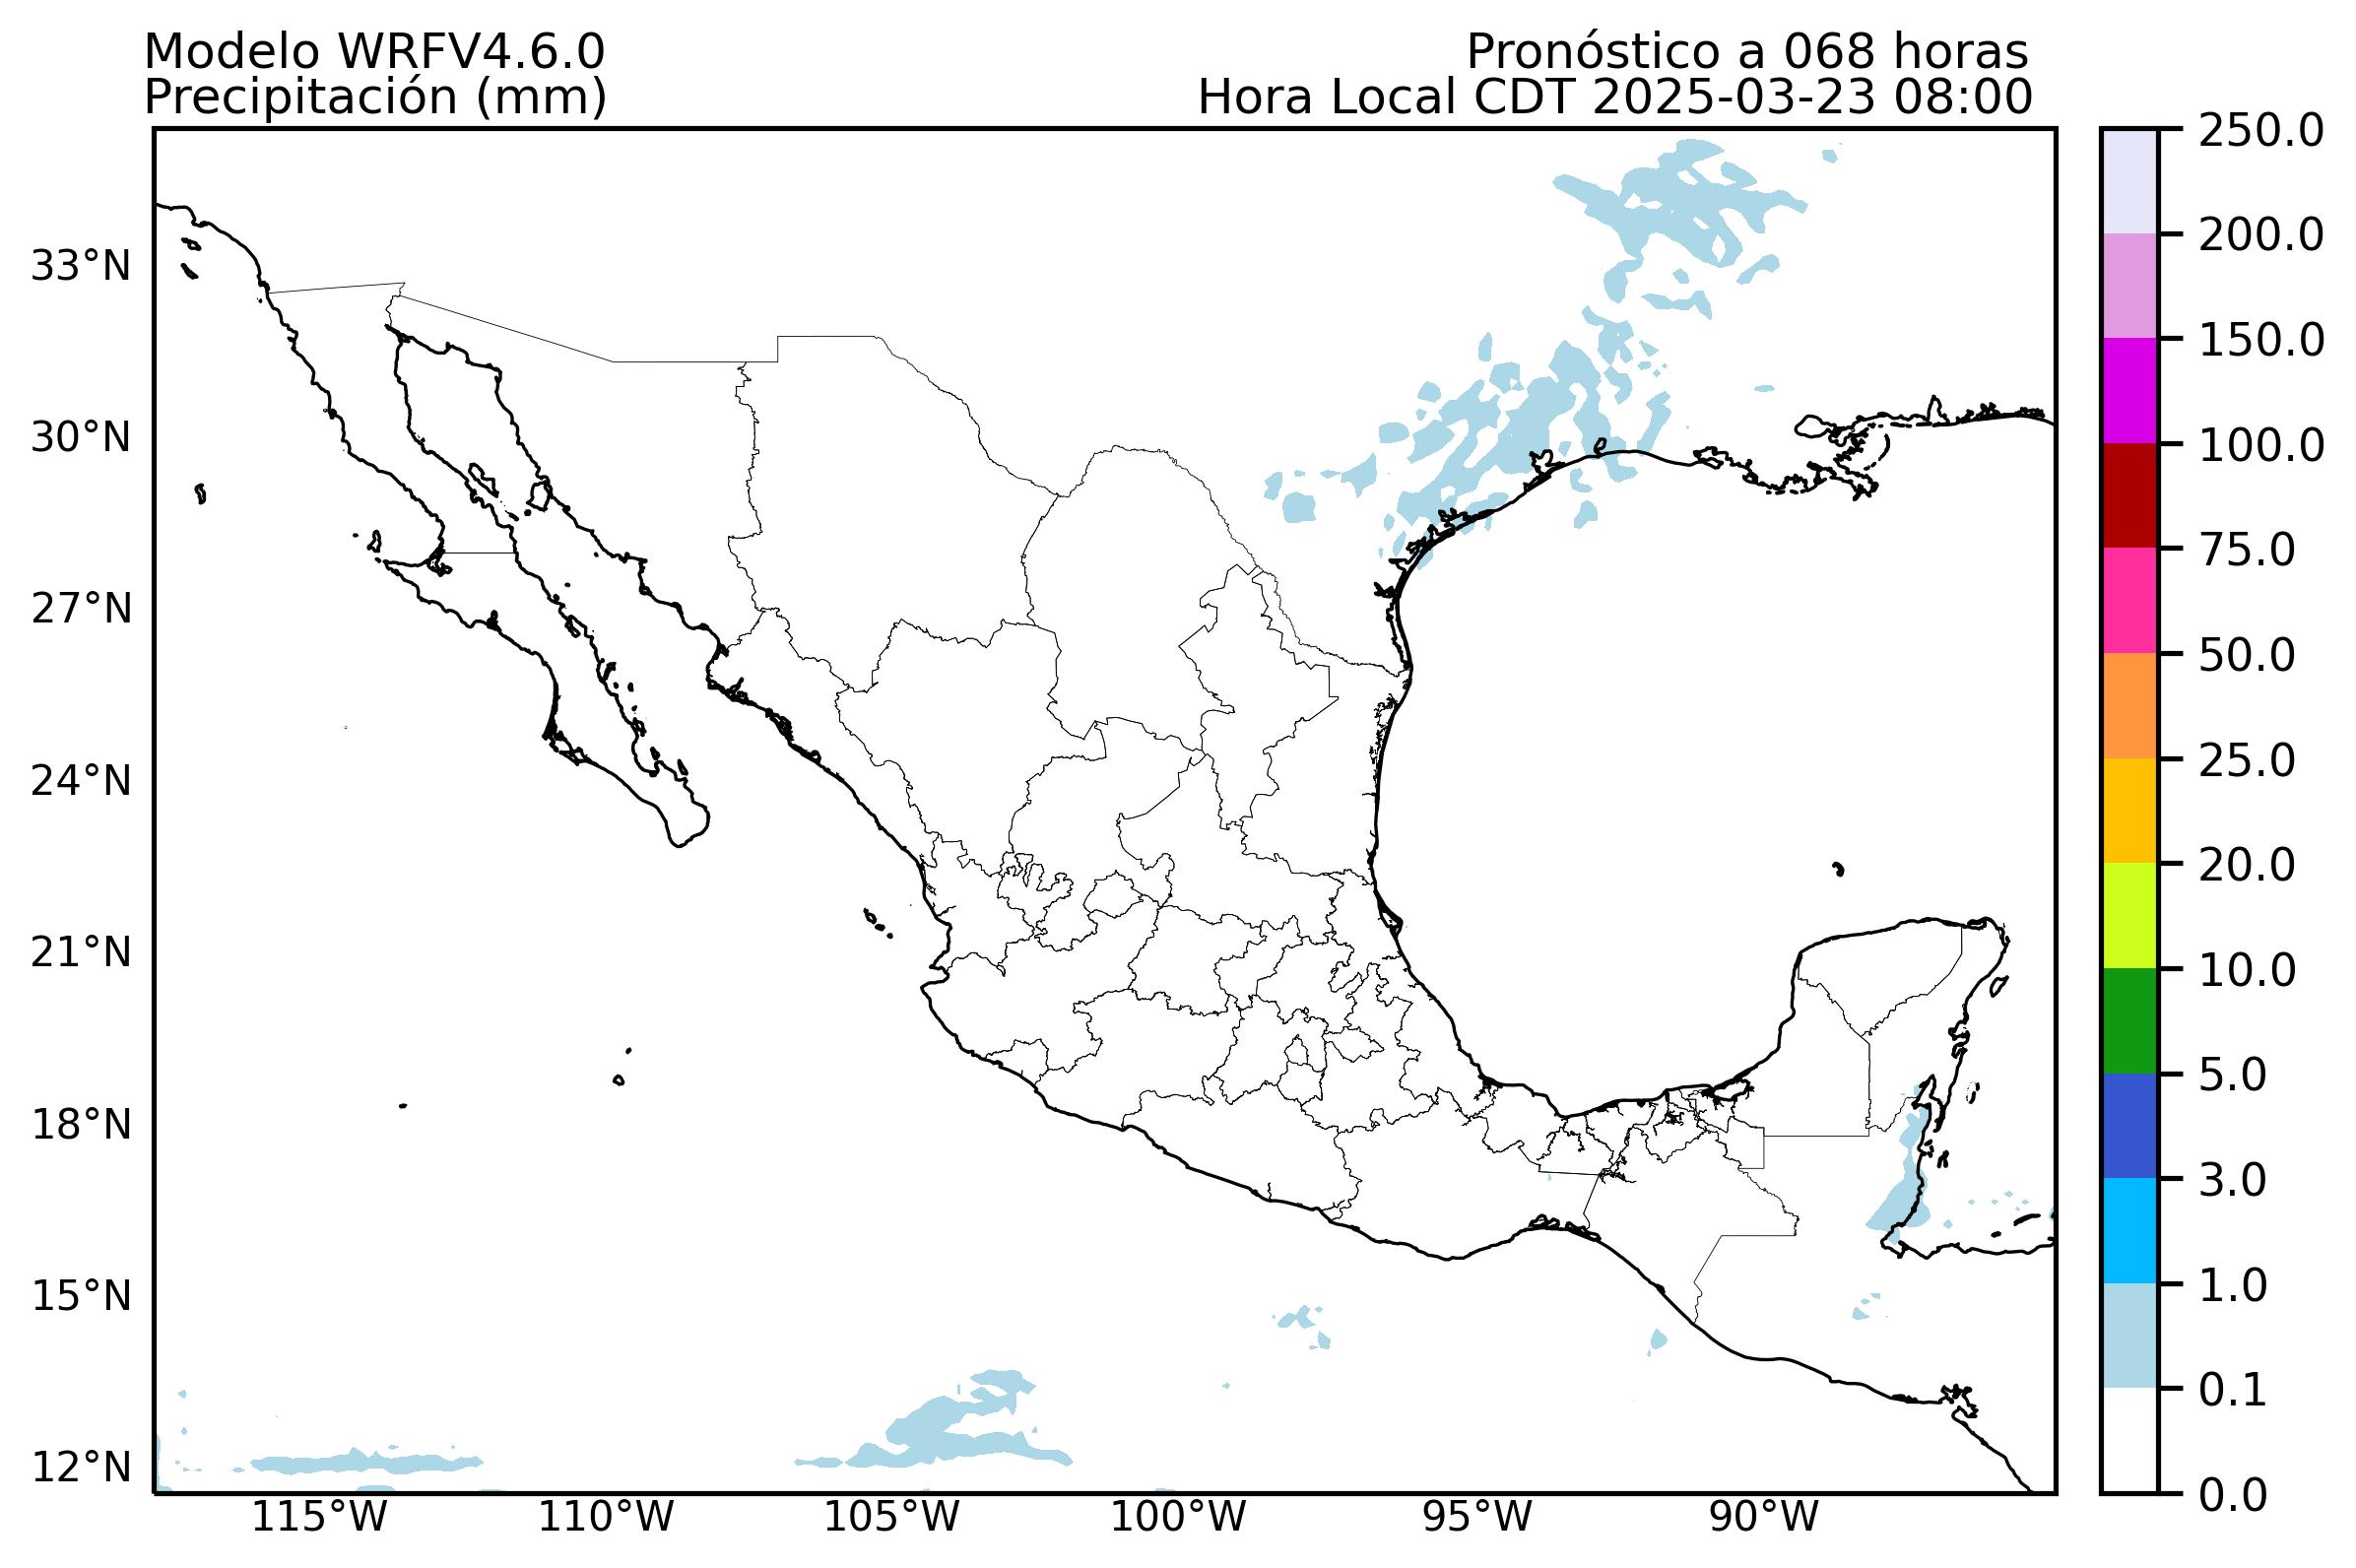 Modelo WRFV4.6.0
Precipitación (mm)
Pronóstico a 068 horas
Hora Local CDT 2025-03-23 08:00
33°N
30°N
27°N
24°N
21°N
18°N
15°N
12°N
115°W
110°W
105°W
100°W
95°W
90°W
250.0
200.0
150.0
100.0
75.0
50.0
25.0
20.0
10.0
5.0
3.0
1.0
0.1
0.0